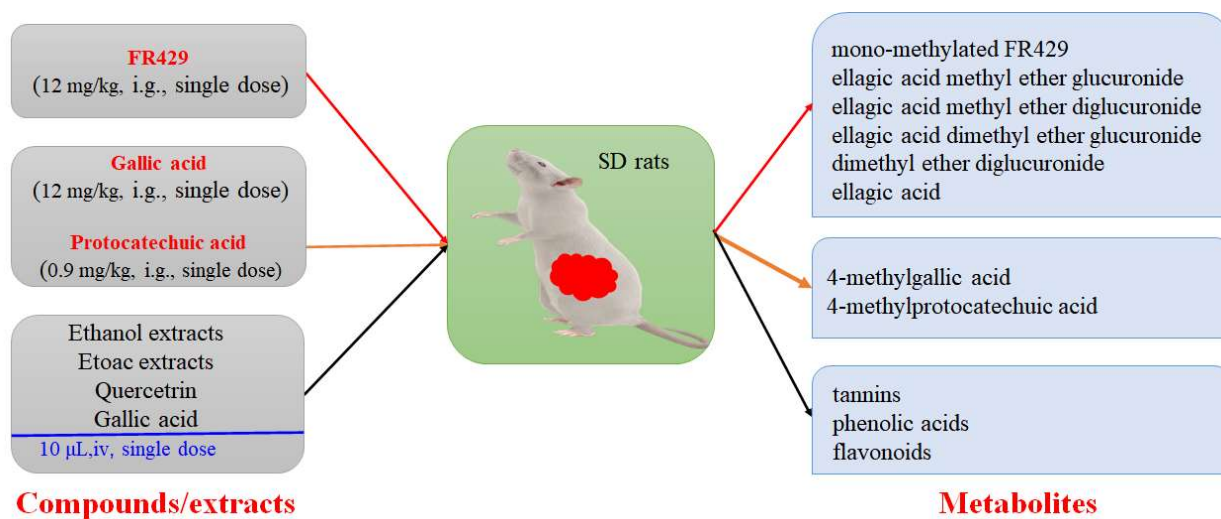 FR429
(12 mg/kg, i.g., single dose)
Gallic acid
(12 mg/kg, i.g., single dose)
Protocatechuic acid
(0.9 mg/kg, i.g., single dose)
Ethanol extracts
Etoac extracts
Quercetrin
Gallic acid
10 μL,iv, single dose
Compounds/extracts
SD rats
mono-methylated FR429
ellagic acid methyl ether glucuronide
ellagic acid methyl ether diglucuronide
ellagic acid dimethyl ether glucuronide
dimethyl ether diglucuronide
ellagic acid
4-methylgallic acid
4-methylprotocatechuic acid
tannins
phenolic acids
flavonoids
Metabolites